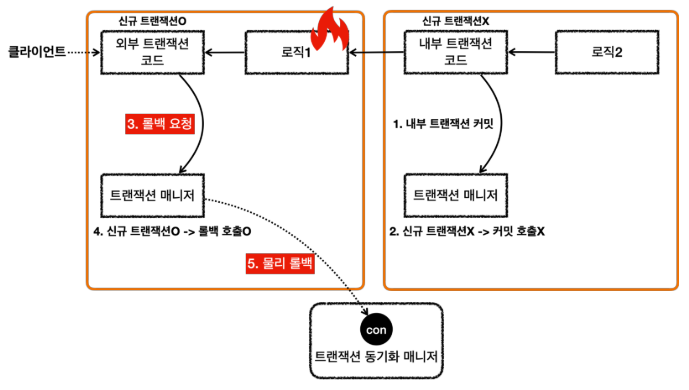 신규 트랜잭션O
신규 트랜잭션X
클라이언트
외부 트랜잭션
코드
로직1
내부 트랜잭션
코드
로직2
3. 롤백 요청
1. 내부 트랜잭션 커밋
트랜잭션 매니저
트랜잭션 매니저
4. 신규 트랜잭션O -> 롤백 호출O
2. 신규 트랜잭션X -> 커밋 호출X
5. 물리 롤백
con
트랜잭션 동기화 매니저